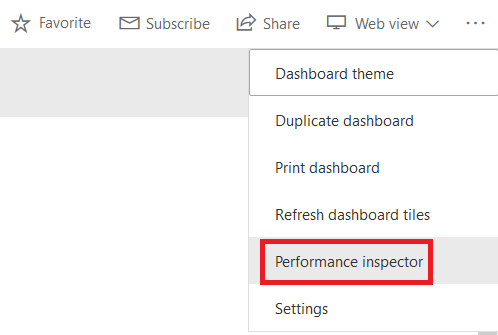 Favorite Subscribe Share Web view
Dashboard theme
Duplicate dashboard
Print dashboard
Refresh dashboard tiles
Performance inspector
Settings